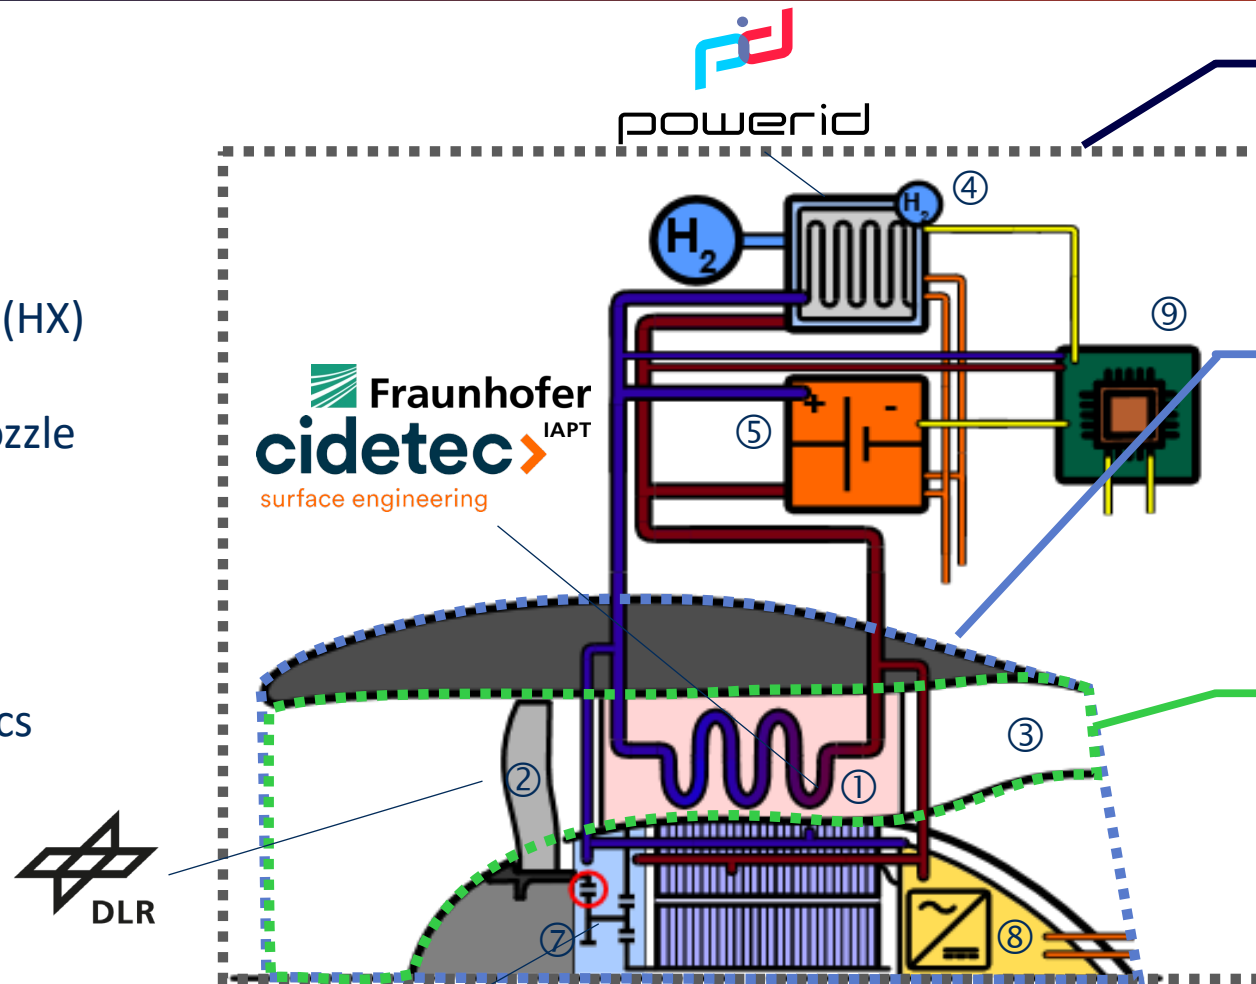 powerid
H2
H2
④
(HX)
⑨
Fraunhofer
IAPT
cidetec
surface engineering
ozzle
+ -
⑤
cs
③
②
①
DLR
⑦
⑧